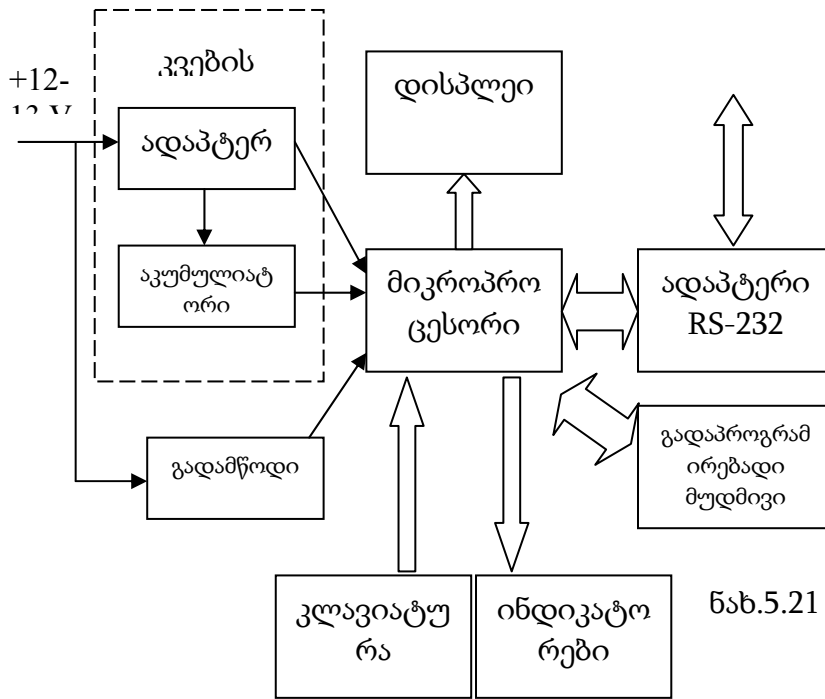 +12-
13 V
კვების
ადაპტერ
აკუმულიატ
ორი
გადამწოდი
დისპლეი
მიკროპრო
ცესორი
ადაპტერი
RS-232
გადაპროგრამ
ირებადი
მუდმივი
კლავიატუ
რა
ინდიკატო
რები
ნახ.5.21